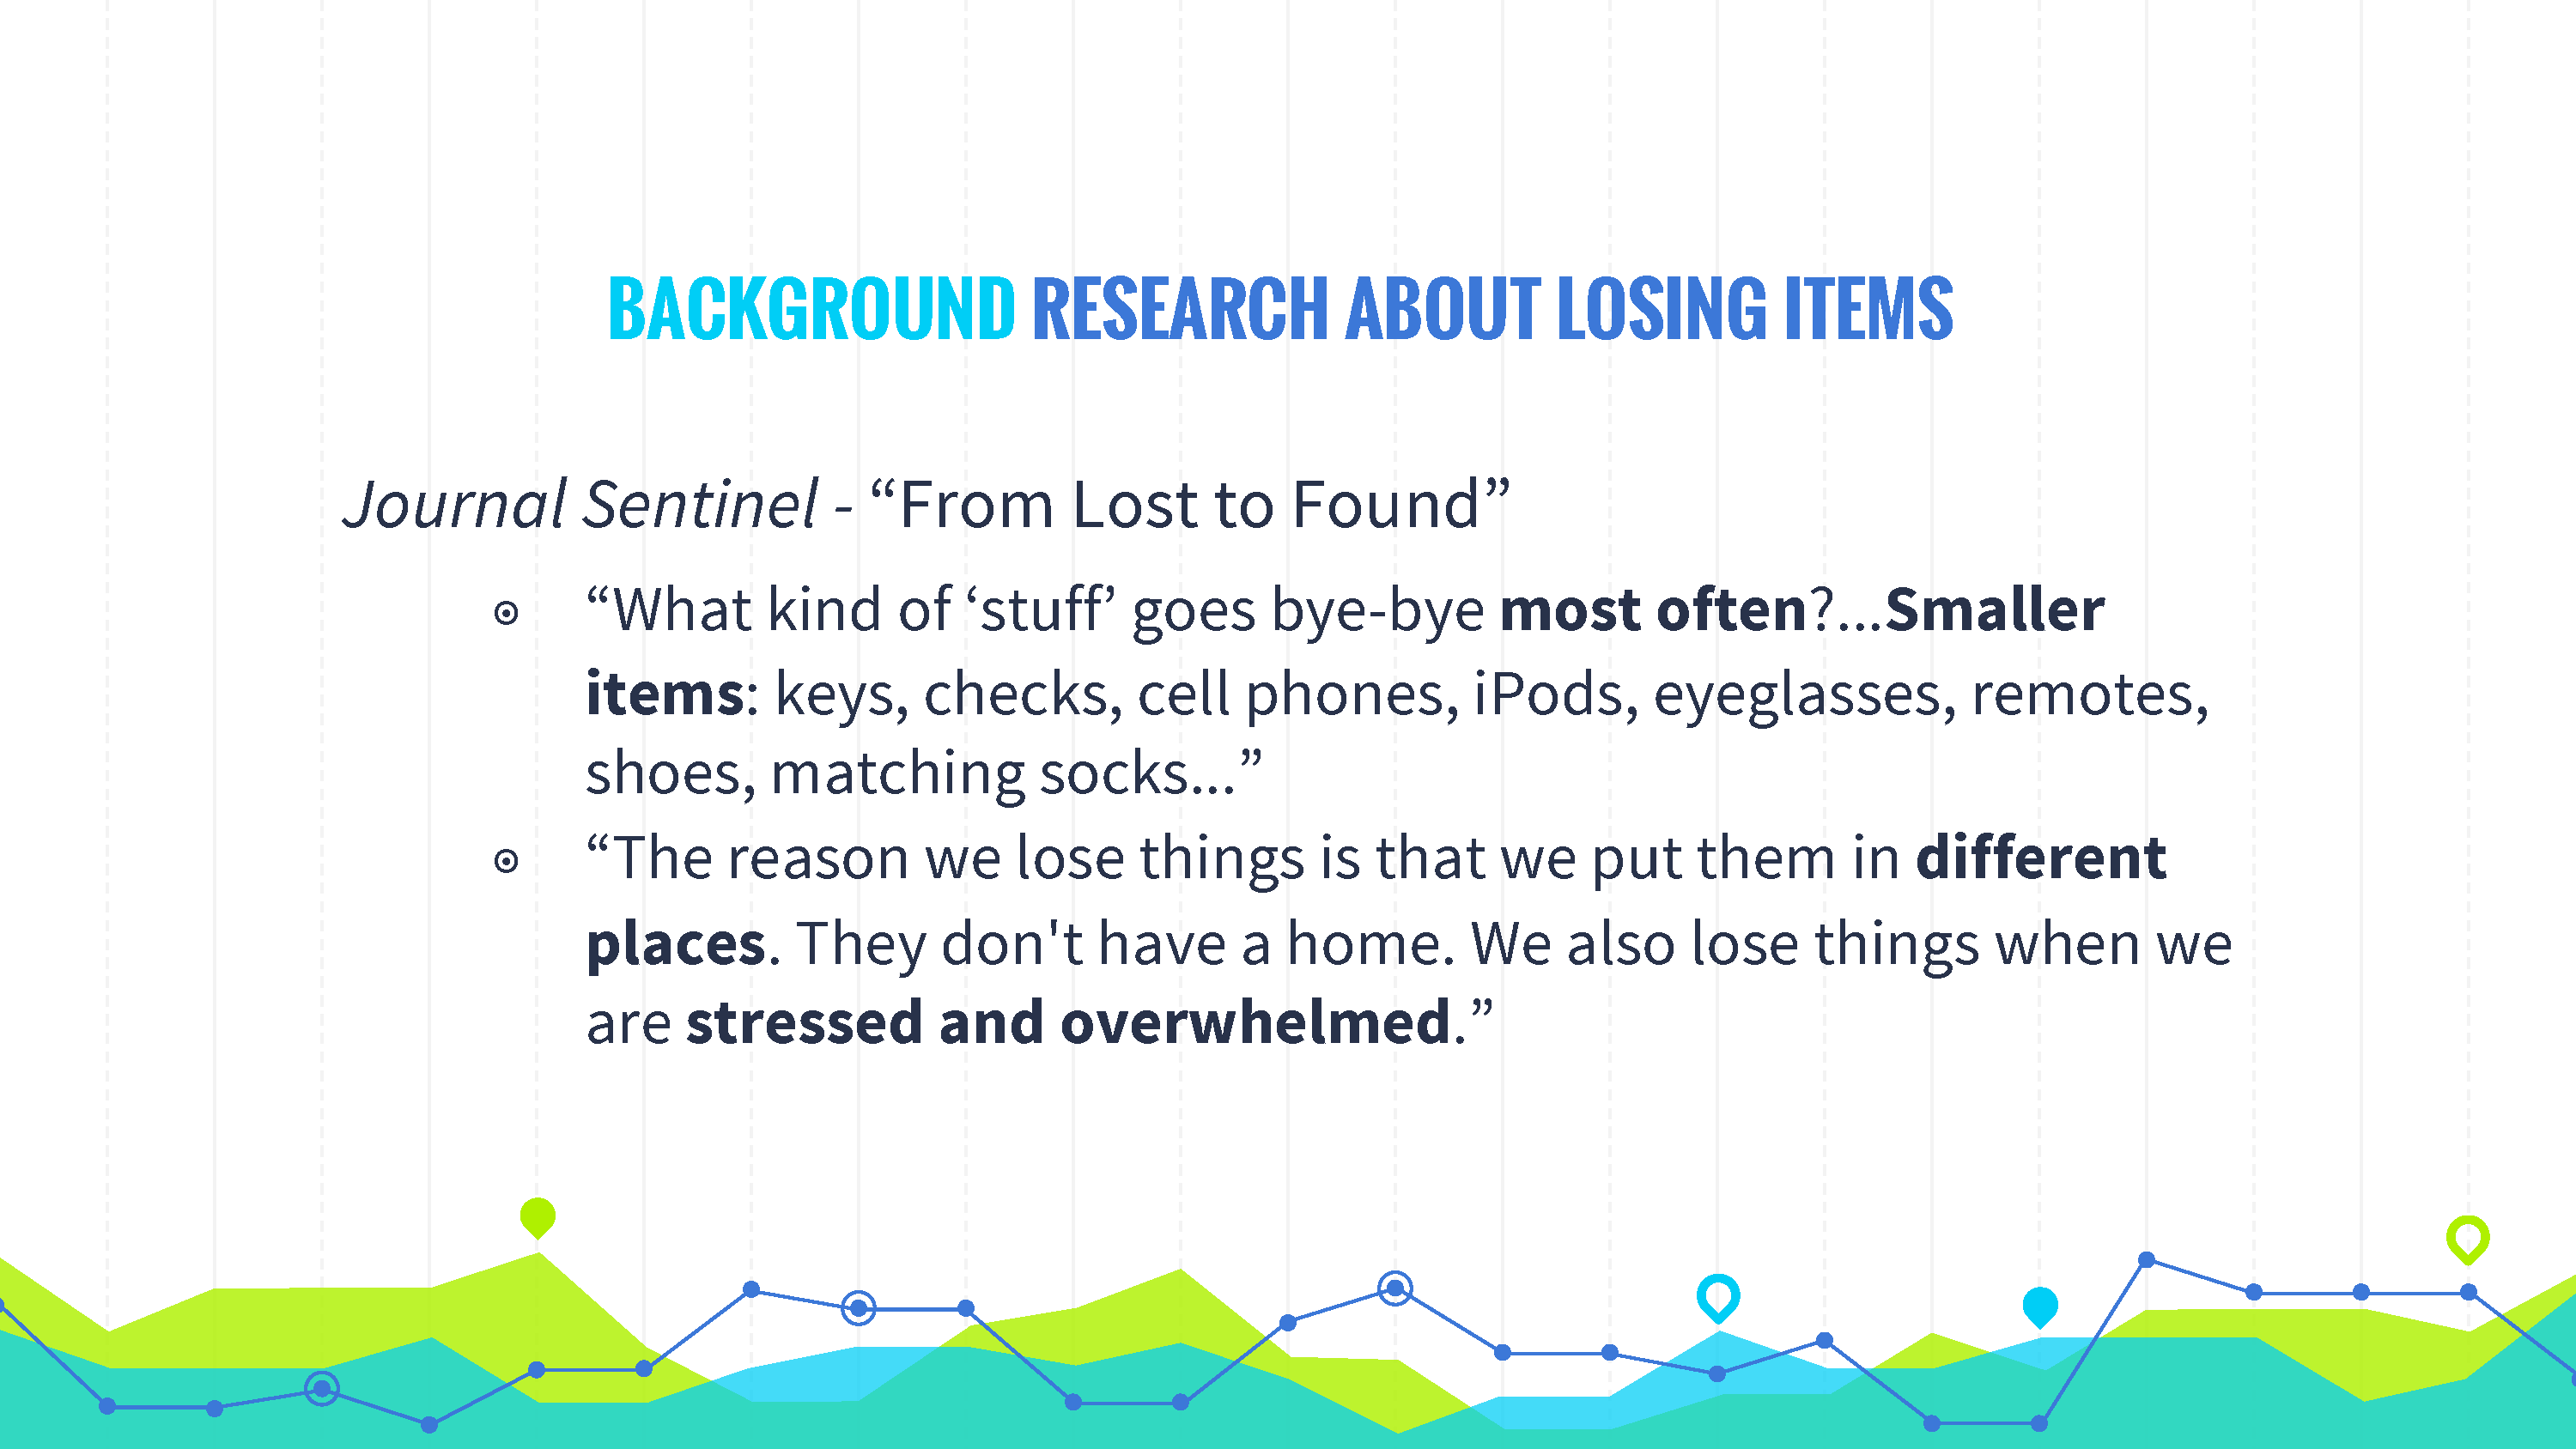 BACKGROUND RESEARCH ABOUT LOSING ITEMS
Journal Sentinel - “From Lost to Found”
“What kind of ‘stuff’ goes bye-bye most often?...Smaller
items: keys, checks, cell phones, iPods, eyeglasses, remotes,
shoes, matching socks...”
“The reason we lose things is that we put them in different
places. They don't have a home. We also lose things when we
are stressed and overwhelmed.”